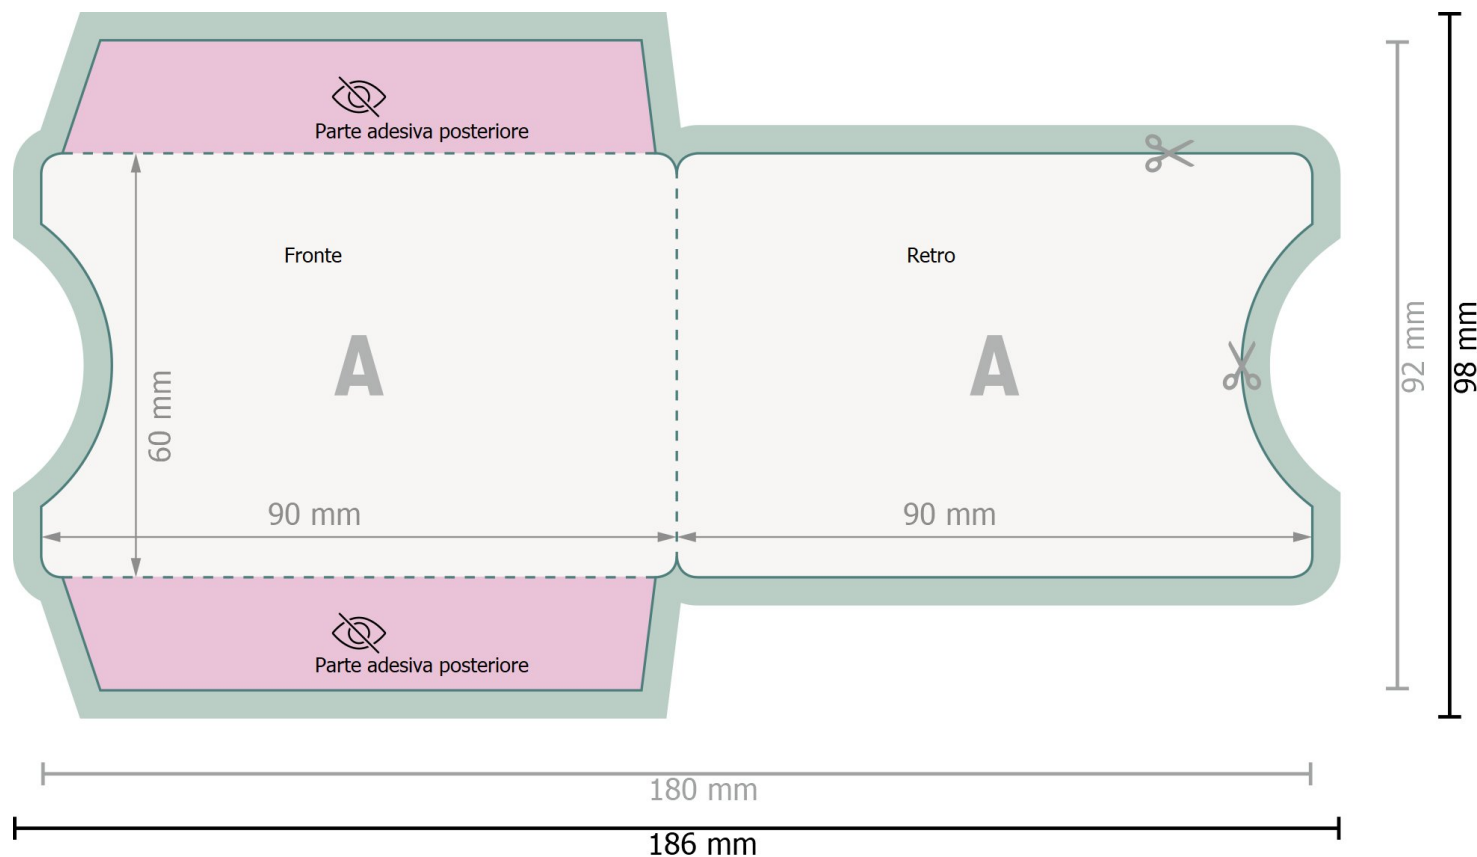 Parte adesiva posteriore
Fronte
Retro
A
A
60 mm
90 mm
90 mm
Parte adesiva posteriore
92 mm
98 mm
180 mm
186 mm